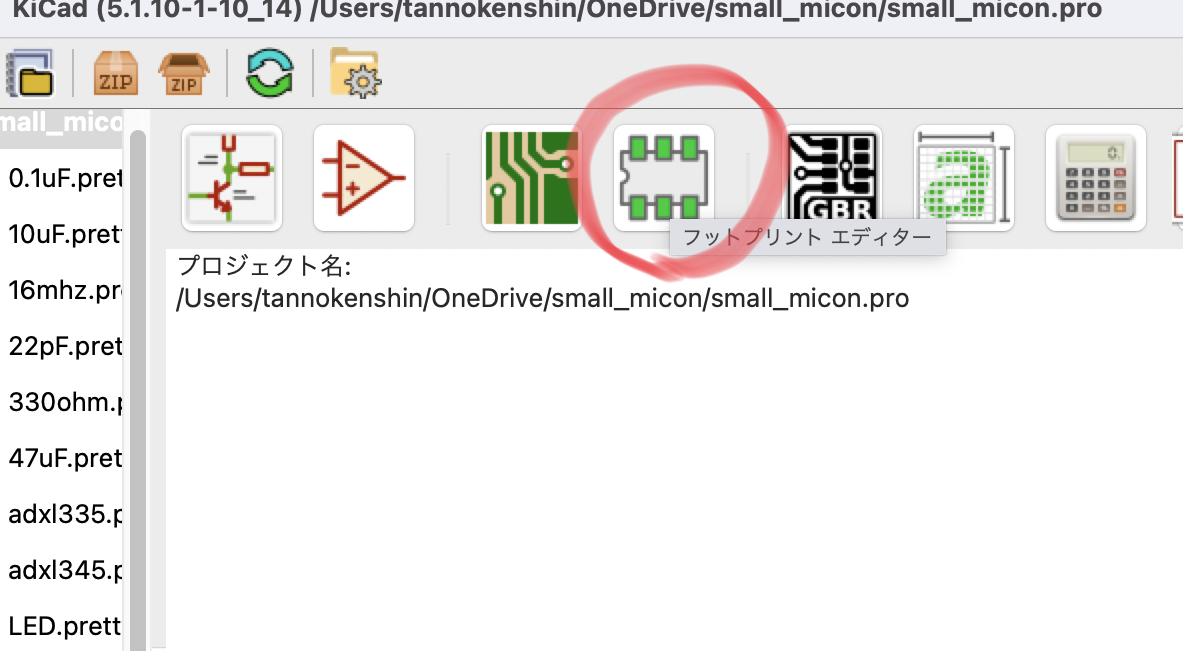 KiCad (5.1.10-1-10_14) /Users/tannokenshin/OneDrive/small_micon/small_micon.pro
ZIP
ZIP
mall_mico
0.1uF.pret
10uF.pret
16mhz.pr
22pF.pret
330ohm.p
47uF.pret
adxl335.p
adxl345.p
LED.prett
GBR
a
0.
フットプリント エディター
プロジェクト名:
/Users/tannokenshin/OneDrive/small_micon/small_micon.pro